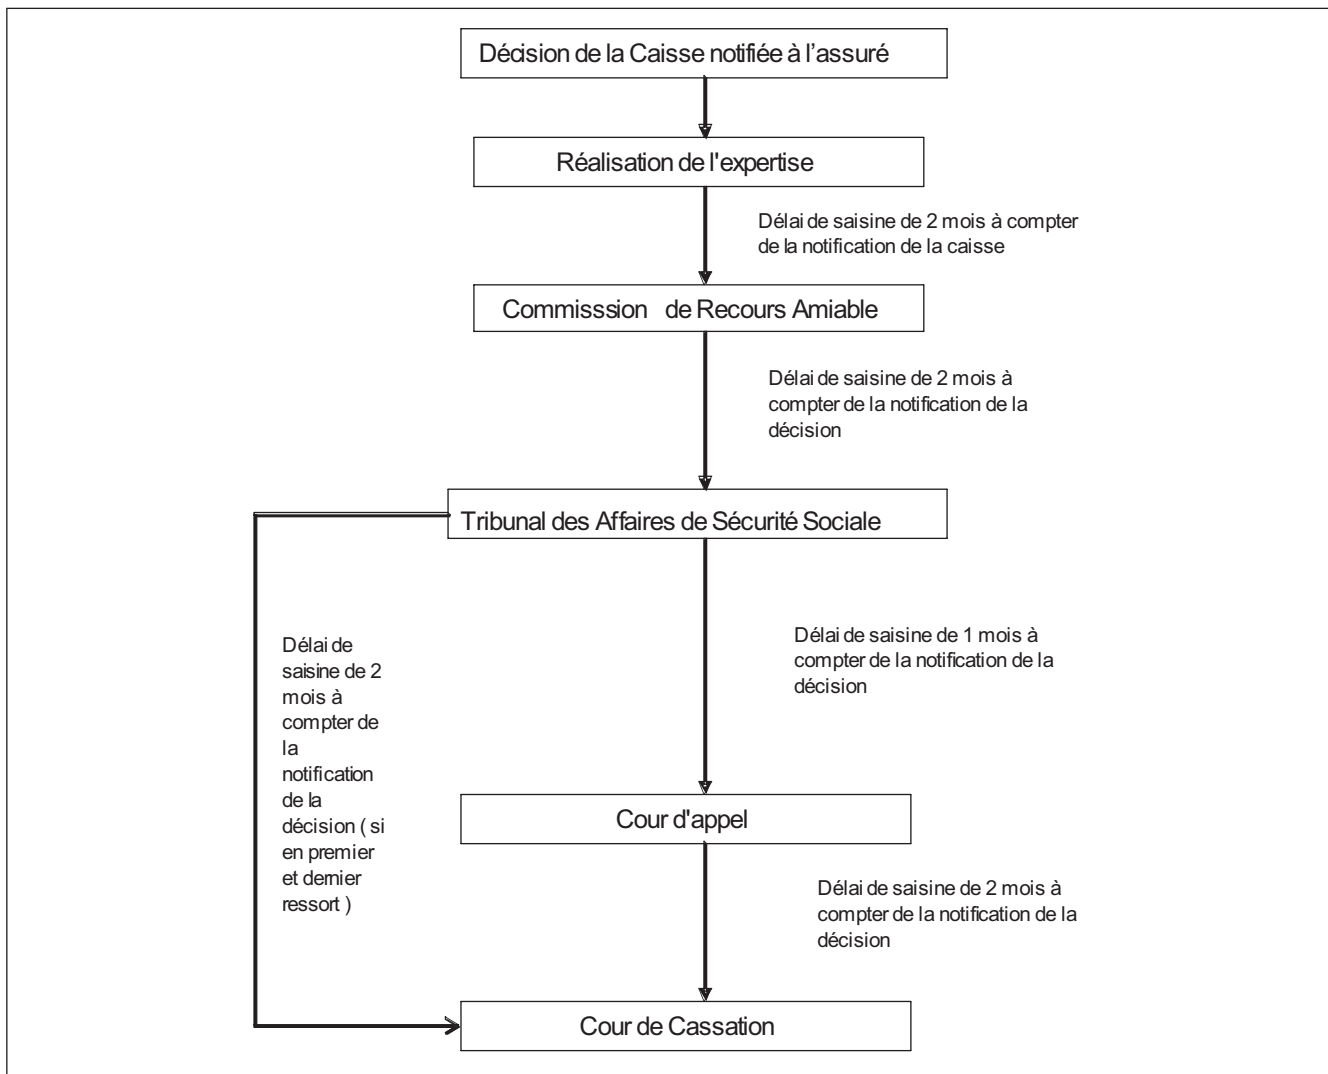 Décision de la Caisse notifiée à l'assuré
Réalisation de l'expertise
Délai de saisine de 2 mois à compter
de la notification de la caisse
Commisssion de Recours Amiable
Délai de saisine de 2 mois à
compter de la notification de la
décision
Tribunal des Affaires de Sécurité Sociale
Délai de
saisine de 2
mois à
compter de
la
notification
de la
décision ( si
en premier
et dernier
ressort )
Délai de saisine de 1 mois à
compter de la notification de la
décision
Cour d'appel
Délai de saisine de 2 mois à
compter de la notification de la
décision
Cour de Cassation